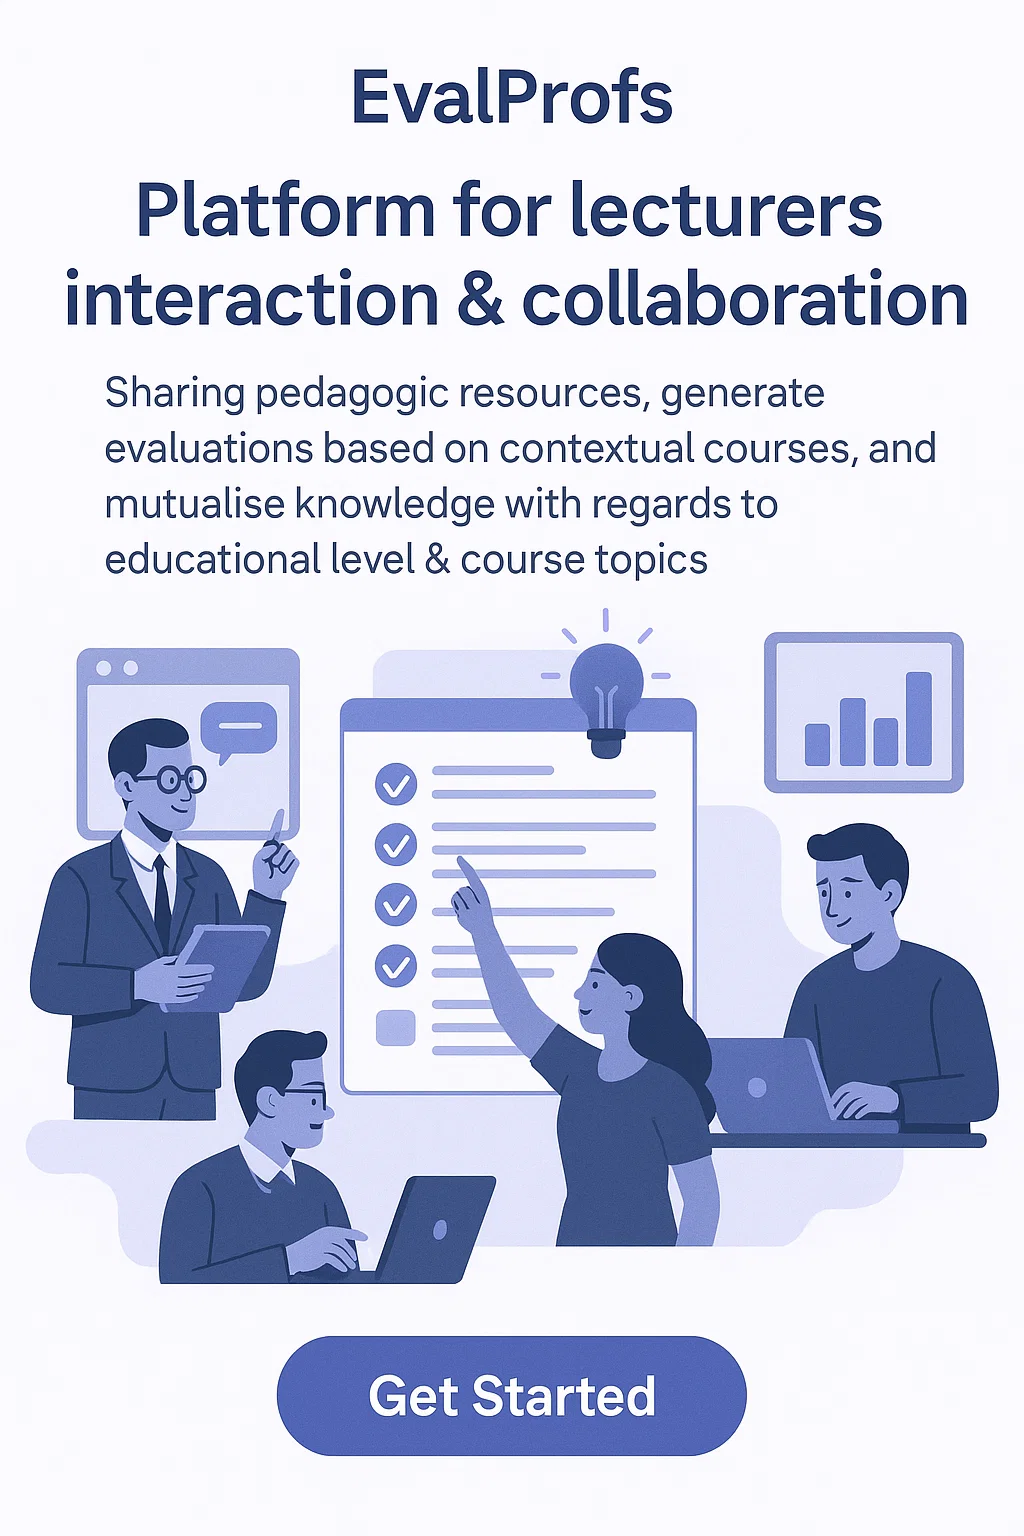 EvalProfs
Platform for lecturers
interaction & collaboration
Sharing pedagogic resources, generate
evaluations based on contextual courses, and
mutualise knowledge with regards to
educational level & course topics
Get Started